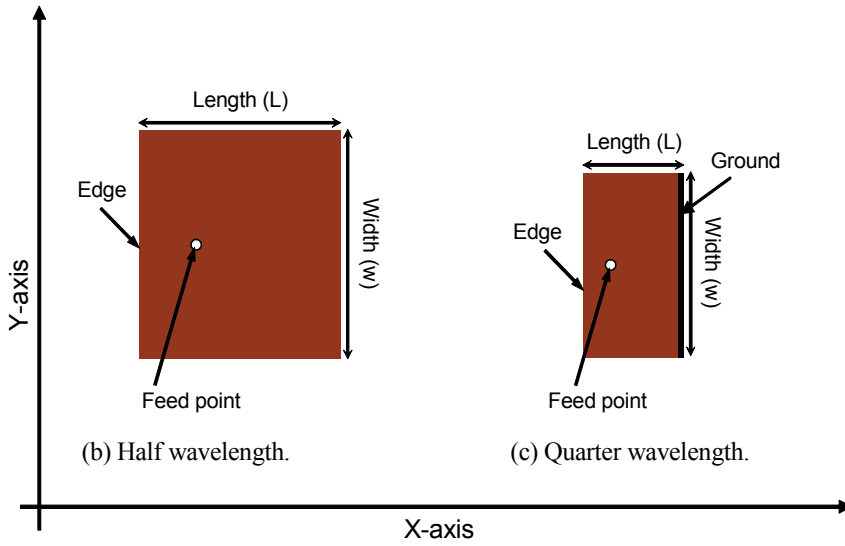 Length (L)
Edge
Width (w)
Feed point
(b) Half wavelength.
Length (L)
Ground
Edge
Width (w)
Feed point
(c) Quarter wavelength.
Y-axis
X-axis